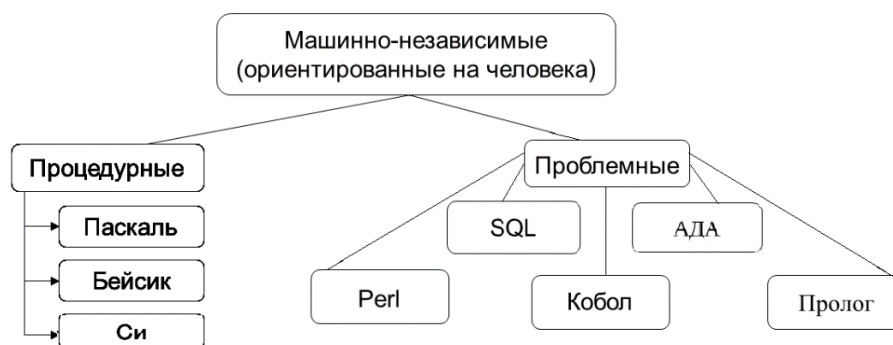 Машинно-независимые
(ориентированные на человека)
Процедурные
Паскаль
Бейсик
Си
Проблемные
SQL
АДА
Perl
Кобол
Пролог